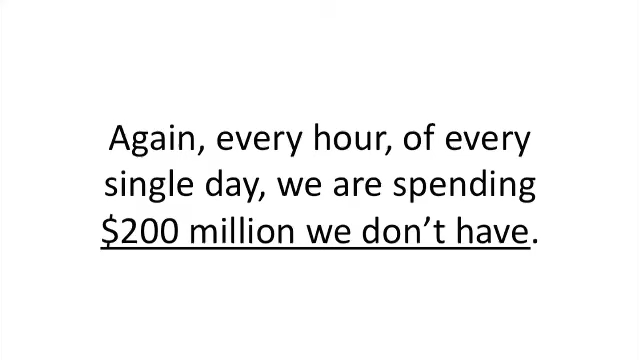 Again, every hour, of every
single day, we are spending
$200 million we don’t have.